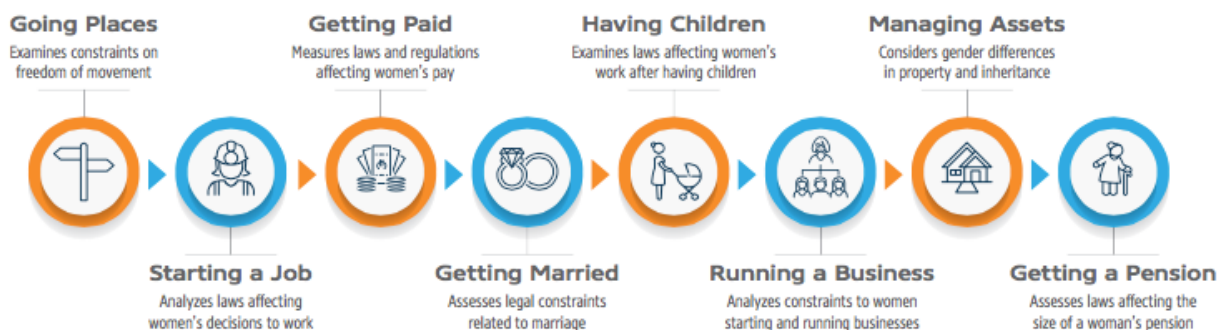 Going Places
Examines constraints on
freedom of movement
Getting Paid
Measures laws and regulations
affecting women's pay
Having Children
Examines laws affecting women's
work after having children
Managing Assets
Considers gender differences
in property and inheritance
Starting a Job
Analyzes laws affecting
women's decisions to work
Getting Married
Assesses legal constraints
related to marriage
Running a Business
Analyzes constraints to women
starting and running businesses
Getting a Pension
Assesses laws affecting the
size of a woman's pension